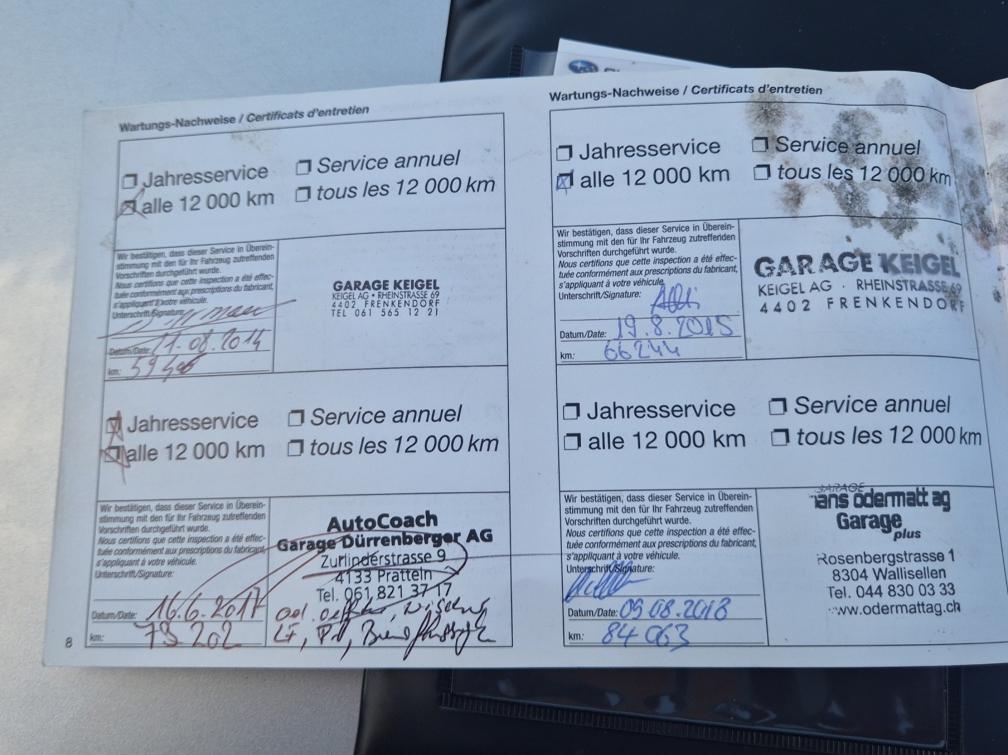 Wartungs-Nachweise / Certificats d'entretien
Jahresservice
Service annuel
alle 12 000 km
tous les 12 000 km
Wir bestätigen, dass dieser Service in Überein-
stimmung mit den für Ihr Fahrzeug zutreffenden
Vorschriften durchgeführt wurde.
Nous certifions que cette inspection a été effec-
tuée conformément aux prescriptions du fabricant,
s'appliquant à votre véhicule.
Unterschrift/Signature:
Datum/Date: 11.08.2014
km:
GARAGE KEIGEL
KEIGEL AG • RHEINSTRASSE 69
4402 FRENKENDORF
TEL 061 565 12 21
Jahresservice
Service annuel
alle 12 000 km
tous les 12 000 km
Wir bestätigen, dass dieser Service in Überein-
stimmung mit den für Ihr Fahrzeug zutreffenden
Vorschriften durchgeführt wurde.
Nous certifions que cette inspection a été effec-
tuée conformément aux prescriptions du fabricant,
s'appliquant à votre véhicule.
Unterschrift/Signature:
Datum/Date: 16.6.2017
km: 73 202
AutoCoach
Garage Dürrenberger AG
Zurlinderstrasse 9
4133 Pratteln
Tel. 061 821 37 17
8
Wartungs-Nachweise / Certificats d'entretien
Jahresservice
Service annuel
alle 12 000 km
tous les 12 000 km
Wir bestätigen, dass dieser Service in Überein-
stimmung mit den für Ihr Fahrzeug zutreffenden
Vorschriften durchgeführt wurde.
Nous certifions que cette inspection a été effec-
tuée conformément aux prescriptions du fabricant,
s'appliquant à votre véhicule.
Unterschrift/Signature:
Datum/Date: 19.8.2015
km: 66244
GARAGE KEIGEL
KEIGEL AG • RHEINSTRASSE 69
4402 FRENKENDORF
Jahresservice
Service annuel
alle 12 000 km
tous les 12 000 km
Wir bestätigen, dass dieser Service in Überein-
stimmung mit den für Ihr Fahrzeug zutreffenden
Vorschriften durchgeführt wurde.
Nous certifions que cette inspection a été effec-
tuée conformément aux prescriptions du fabricant,
s'appliquant à votre véhicule.
Unterschrift/Signature:
Datum/Date: 09.08.2018
km: 84 063
GARAGE
ans odermatt ag
Garage
plus
Rosenbergstrasse 1
8304 Wallisellen
Tel. 044 830 03 33
www.odermattag.ch